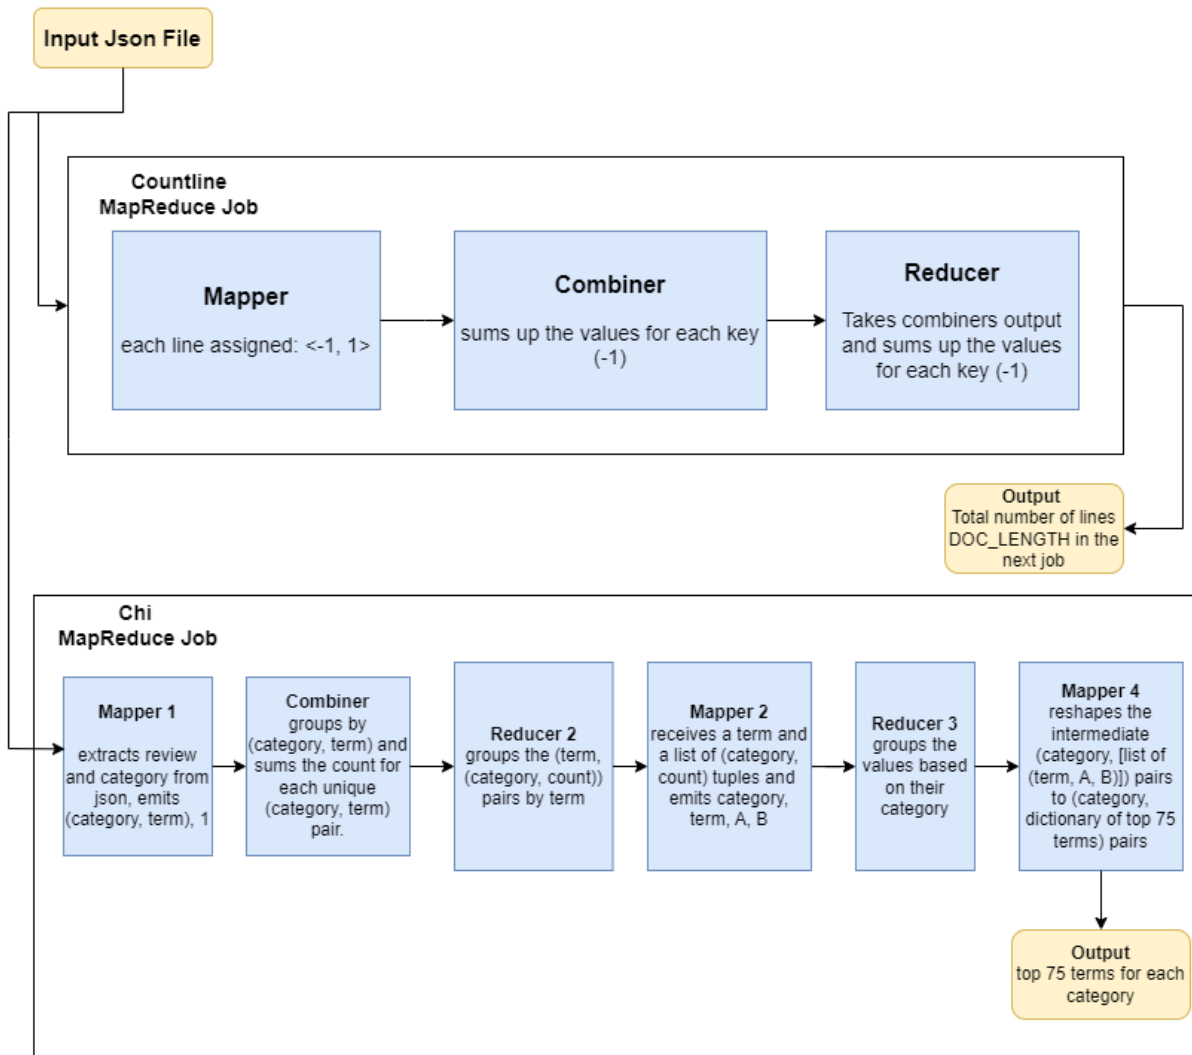 Input Json File
Countline
MapReduce Job
Mapper
each line assigned: <-1, 1>
Combiner
sums up the values for each key
(-1)
Reducer
Takes combiners output
and sums up the values
for each key (-1)
Output
Total number of lines
DOC_LENGTH in the
next job
Chi
MapReduce Job
Mapper 1
extracts review
and category from
json, emits
(category, term), 1
Combiner
groups by
(category, term) and
sums the count for
each unique
(category, term)
pair.
Reducer 2
groups the (term,
(category, count))
pairs by term
Mapper 2
receives a term and
a list of (category,
count) tuples and
emits category,
term, A, B
Reducer 3
groups the
values based
on their
category
Mapper 4
reshapes the
intermediate
(category, [list of
(term, A, B)]) pairs
to (category,
dictionary of top 75
terms) pairs
Output
top 75 terms for each
category